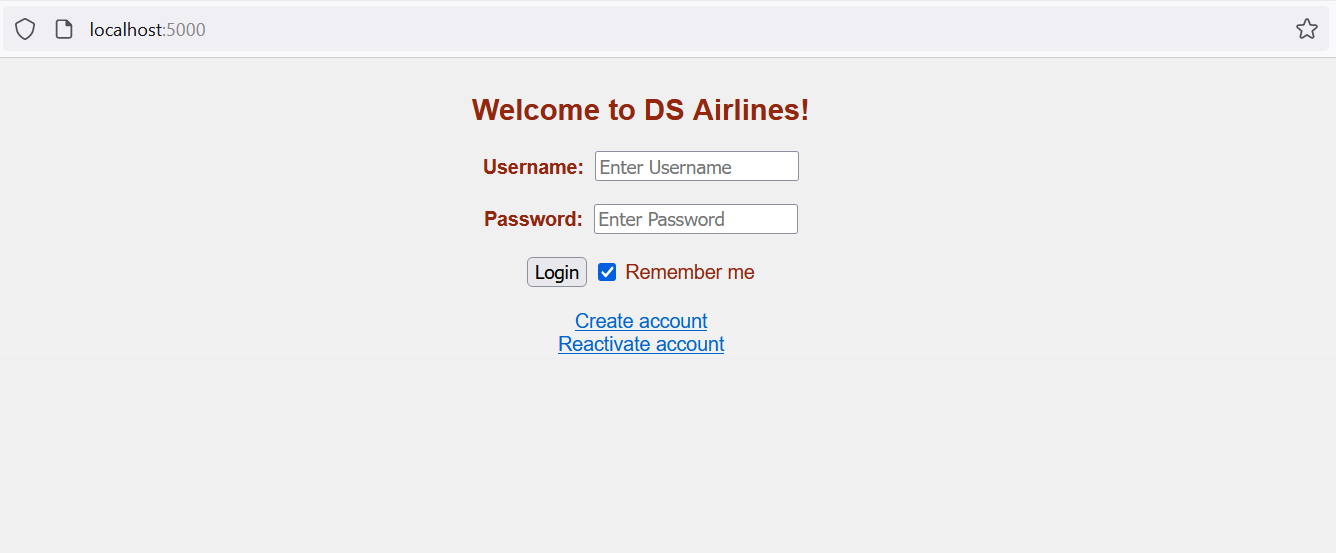 localhost:5000
Welcome to DS Airlines!
Username: Enter Username
Password: Enter Password
Login Remember me
Create account
Reactivate account